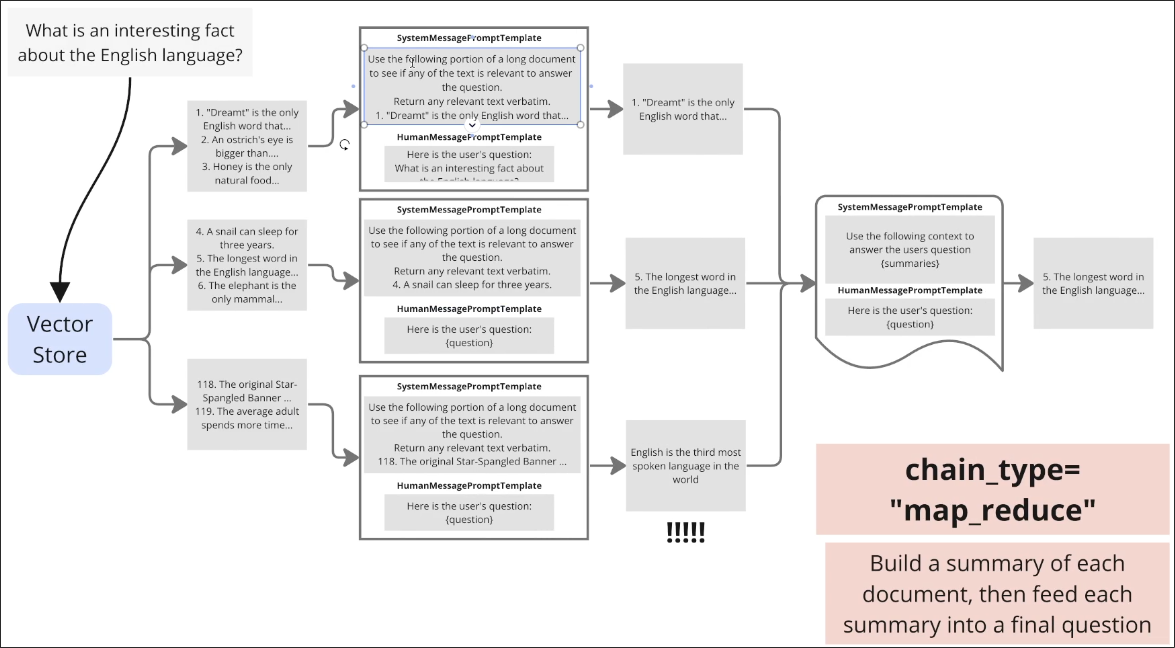 What is an interesting fact
about the English language?
Vector
Store
1. "Dreamt" is the only
English word that...
2. An ostrich's eye is
bigger than....
3. Honey is the only
natural food...
4. A snail can sleep for
three years.
5. The longest word in
the English language...
6. The elephant is the
only mammal...
118. The original Star-
Spangled Banner ...
119. The average adult
spends more time...
SystemMessagePromptTemplate
Use the following portion of a long document
to see if any of the text is relevant to answer
the question.
Return any relevant text verbatim.
1. "Dreamt" is the only English word that...
HumanMessagePromptTemplate
Here is the user's question:
What is an interesting fact about
the English language?
SystemMessagePromptTemplate
Use the following portion of a long document
to see if any of the text is relevant to answer
the question.
Return any relevant text verbatim.
4. A snail can sleep for three years.
HumanMessagePromptTemplate
Here is the user's question:
{question}
SystemMessagePromptTemplate
Use the following portion of a long document
to see if any of the text is relevant to answer
the question.
Return any relevant text verbatim.
118. The original Star-Spangled Banner ...
HumanMessagePromptTemplate
Here is the user's question:
{question}
1. "Dreamt" is the only
English word that...
5. The longest word in
the English language...
English is the third most
spoken language in the
world
!!!!!
SystemMessagePromptTemplate
Use the following context to
answer the users question
{summaries}
HumanMessagePromptTemplate
Here is the user's question:
{question}
5. The longest word in
the English language...
chain_type=
"map_reduce"
Build a summary of each
document, then feed each
summary into a final question